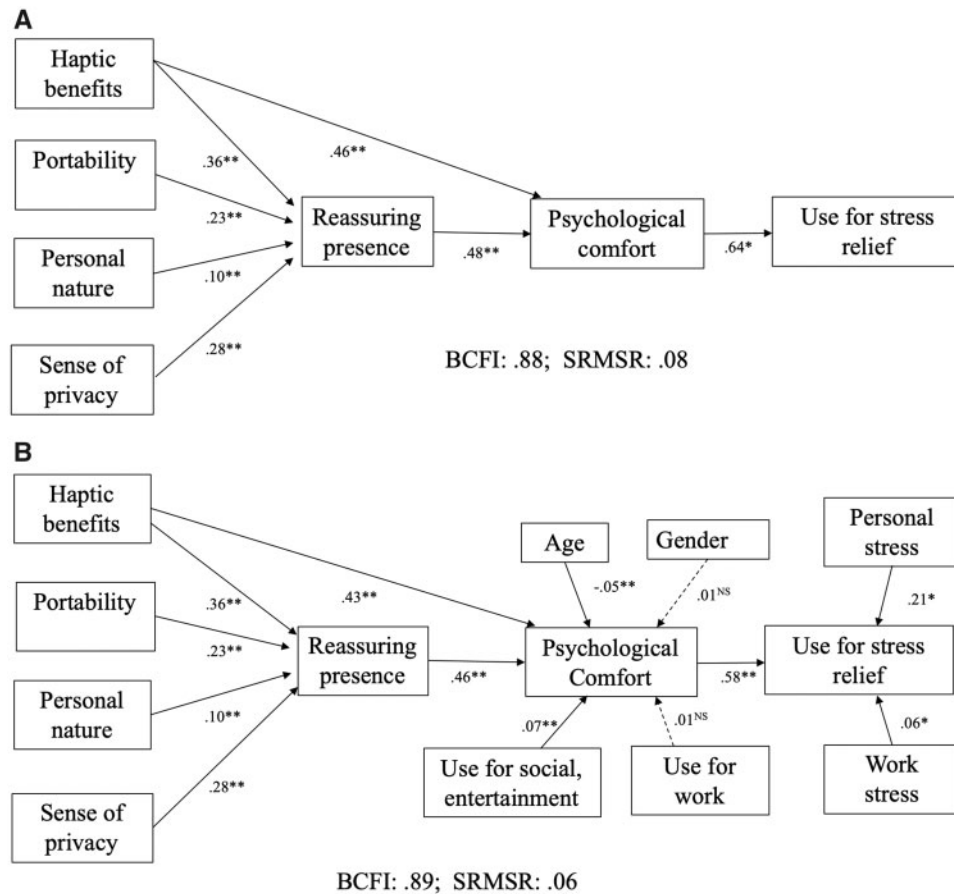 A
Haptic
benefits
Portability
Personal
nature
Sense of
privacy
.36**
.23**
.10**
.28**
.46**
Reassuring
presence
.48**
Psychological
comfort
.64*
Use for stress
relief
BCFI: .88; SRMSR: .08
B
Haptic
benefits
Portability
Personal
nature
Sense of
privacy
.36**
.23**
.10**
.28**
.43**
Reassuring
presence
.46**
Age
-.05**
Gender
.01NS
Psychological
Comfort
.07**
Use for social,
entertainment
.01NS
Use for
work
.58**
Personal
stress
.21*
Use for stress
relief
.06*
Work
stress
BCFI: .89; SRMSR: .06